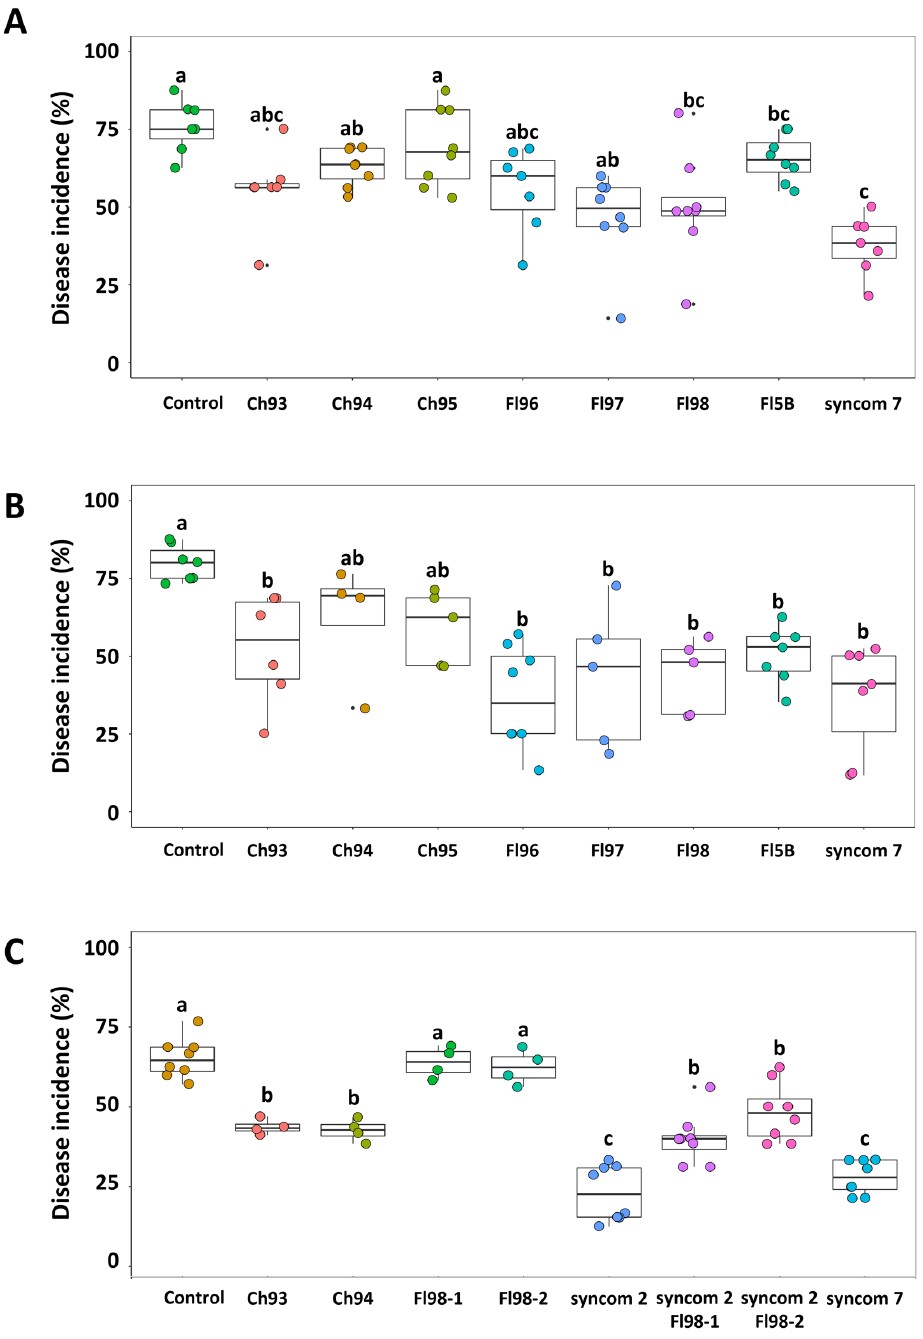 A
Disease incidence (%)
100
75
50
25
0
a
abc
ab
a
abc
ab
bc
bc
c
Control Ch93 Ch94 Ch95 Fl96 Fl97 Fl98 Fl5B syncom 7
B
Disease incidence (%)
100
75
50
25
0
a
b
ab
ab
b
b
b
b
b
Control Ch93 Ch94 Ch95 Fl96 Fl97 Fl98 Fl5B syncom 7
C
Disease incidence (%)
100
75
50
25
0
a
b
b
a
a
c
b
b
c
Control Ch93 Ch94 Fl98-1 Fl98-2 syncom 2 syncom 2 syncom 2 syncom 7
Fl98-1 Fl98-2